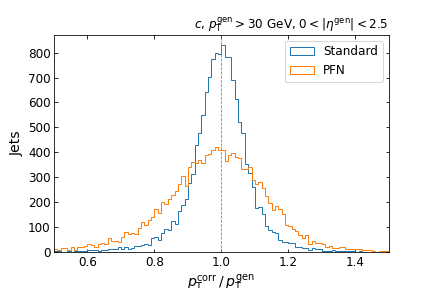 c, p_T^gen > 30 GeV, 0 < |η^gen| < 2.5
800
700
600
500
400
300
200
100
0
Jets
Standard
PFN
0.6 0.8 1.0 1.2 1.4
p_T^corr / p_T^gen